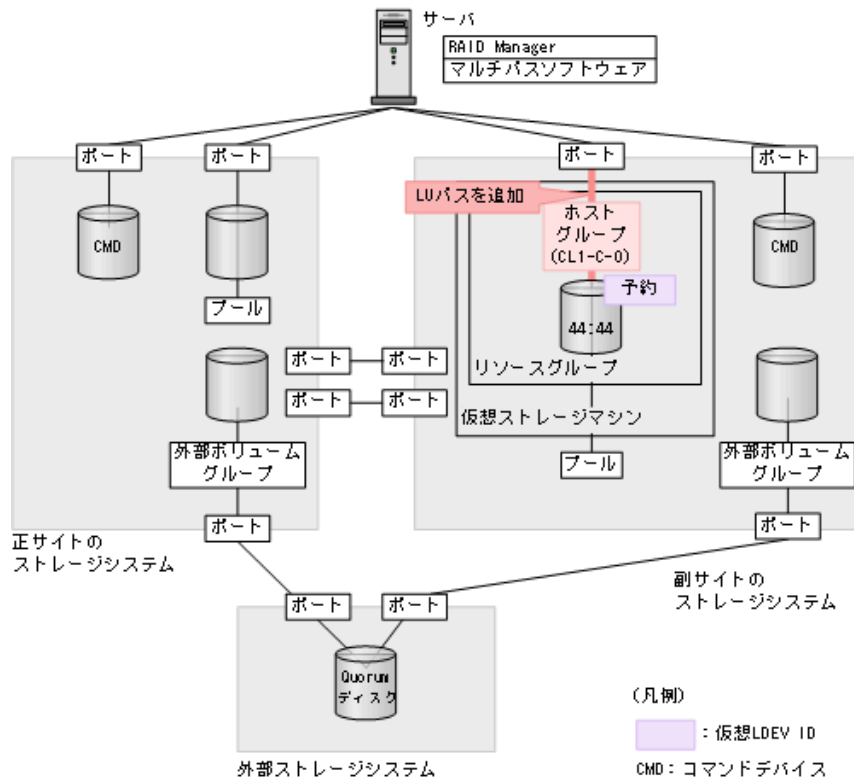 サーバ
RAID Manager
マルチパスソフトウェア
ポート
ポート
ポート
ポート
LUパスを追加
ホスト
グループ
(CL1-C-0)
CMD
CMD
予約
プール
44:44
ポート
ポート
リソースグループ
ポート
ポート
仮想ストレージマシン
外部ボリューム
グループ
プール
外部ボリューム
グループ
ポート
ポート
正サイトの
ストレージシステム
副サイトの
ストレージシステム
ポート
ポート
Quorum
ディスク
外部ストレージシステム
(凡例)
:仮想LDEV ID
CMD:コマンドデバイス